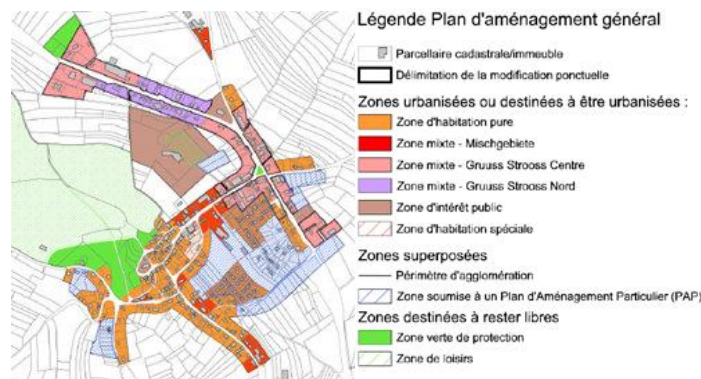 Légende Plan d'aménagement général
Parcellaire cadastrale/immeuble
Délimitation de la modification ponctuelle
Zones urbanisées ou destinées à être urbanisées :
Zone d'habitation pure
Zone mixte - Mischgebiete
Zone mixte - Gruuss Strooss Centre
Zone mixte - Gruuss Strooss Nord
Zone d'intérêt public
Zone d'habitation spéciale
Zones superposées
Périmètre d'agglomération
Zone soumise à un Plan d'Aménagement Particulier (PAP)
Zones destinées à rester libres
Zone verte de protection
Zone de loisirs